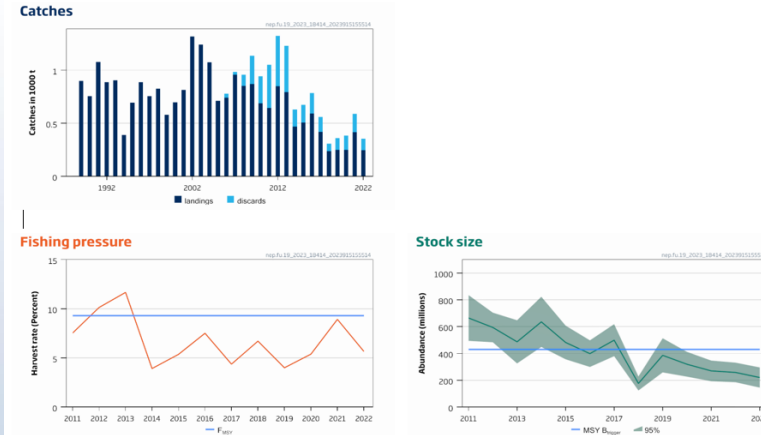 Catches
nep.fu.19_2023_18414_2023915155514
Catches in 1000 t
1
0.5
0
1992 2002 2012 2022
landings discards
Fishing pressure
nep.fu.19_2023_18414_2023915155514
Harvest rate (Percent)
15
10
5
0
2011 2012 2013 2014 2015 2016 2017 2018 2019 2020 2021 2022
FMSY
Stock size
nep.fu.19_2023_18414_202391515551
Abundance (millions)
1000
800
600
400
200
0
2011 2013 2015 2017 2019 2021
MSY Btrigger 95%